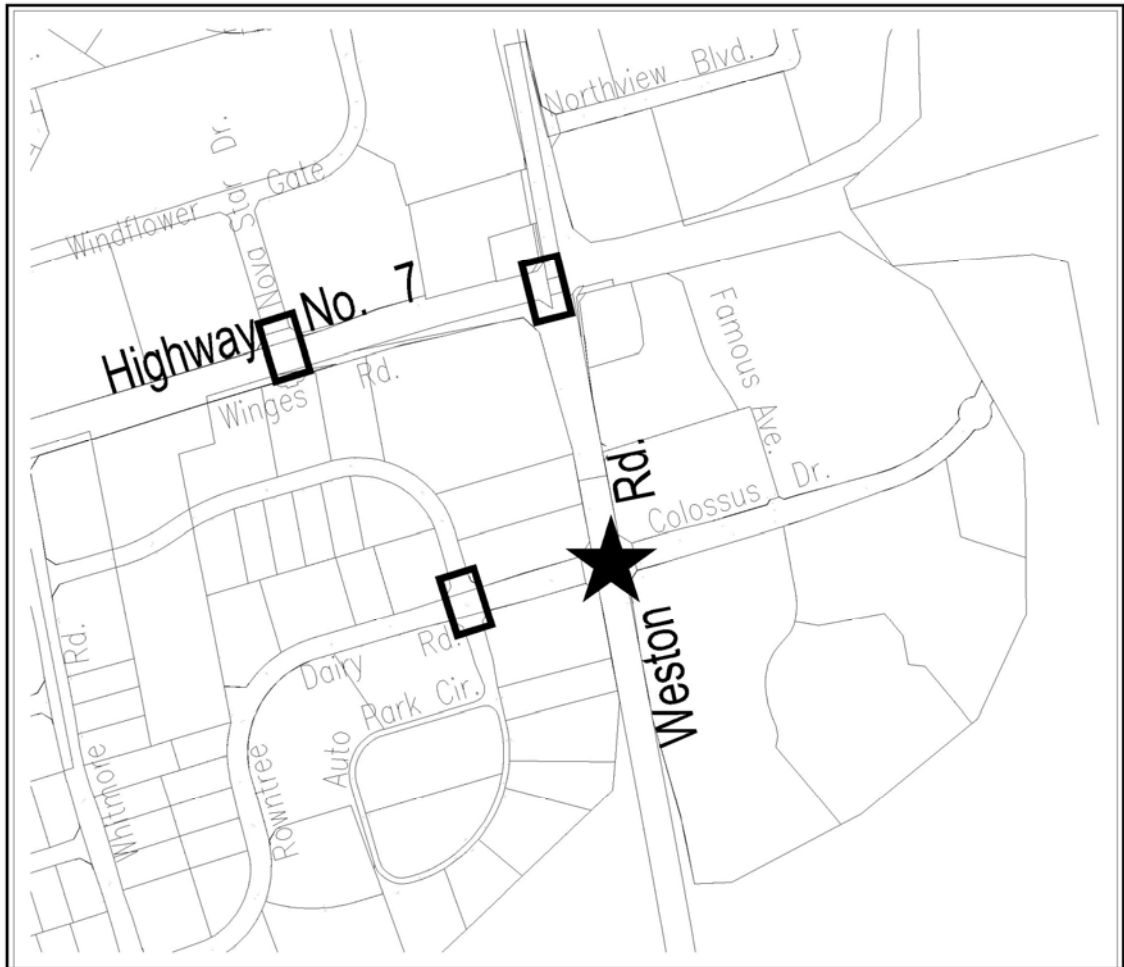 Northview Blvd.
Nova Star Dr.
Windflower Gate
Highway No. 7
Winges Rd.
Famous Ave.
Weston Rd.
Colossus Dr.
Rowntree Dairy Rd.
Auto Park Cir.
Whitmore Rd.